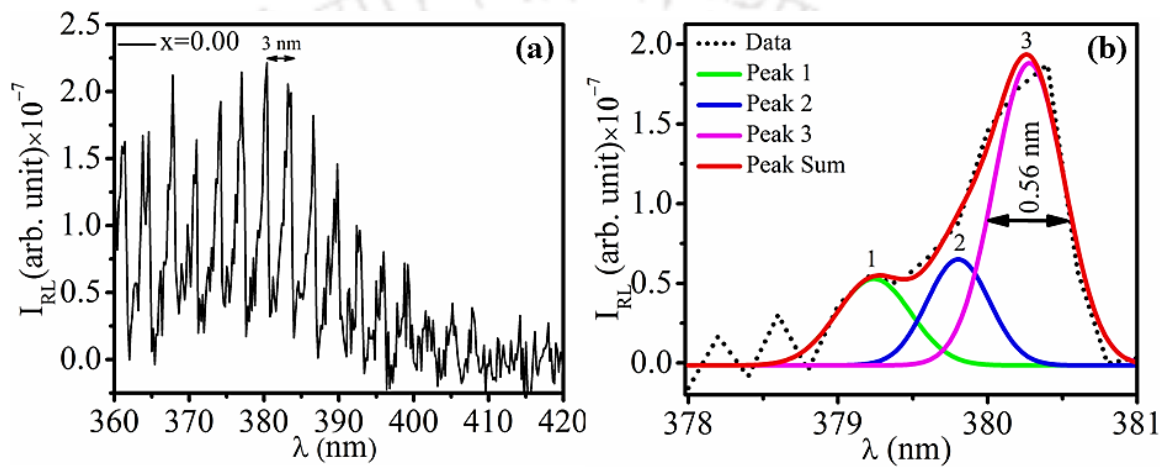 x=0.00
3 nm
(a)
I_RL(arb. unit)×10⁻⁷
2.5
2.0
1.5
1.0
0.5
0.0
360 370 380 390 400 410 420
λ (nm)
(b)
Data
Peak 1
Peak 2
Peak 3
Peak Sum
3
0.56 nm
1
2
I_RL(arb. unit)×10⁻⁷
2.0
1.5
1.0
0.5
0.0
378 379 380 381
λ (nm)